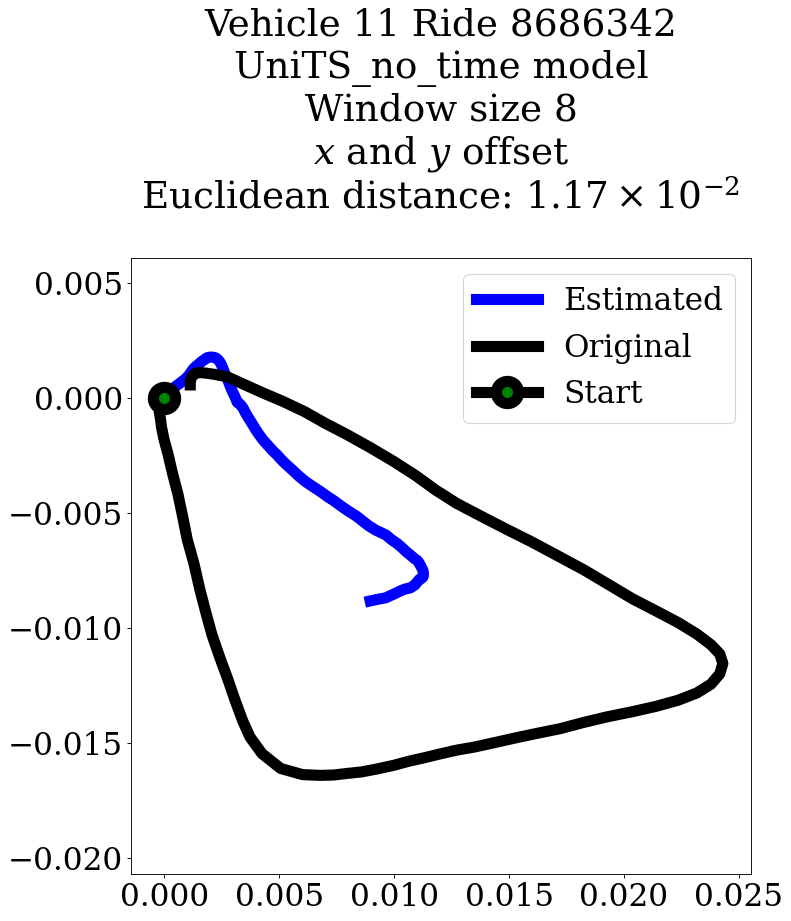 Vehicle 11 Ride 8686342
UniTS_no_time model
Window size 8
x and y offset
Euclidean distance: 1.17 × 10⁻²
0.005
0.000
−0.005
−0.010
−0.015
−0.020
Estimated
Original
Start
0.000 0.005 0.010 0.015 0.020 0.025